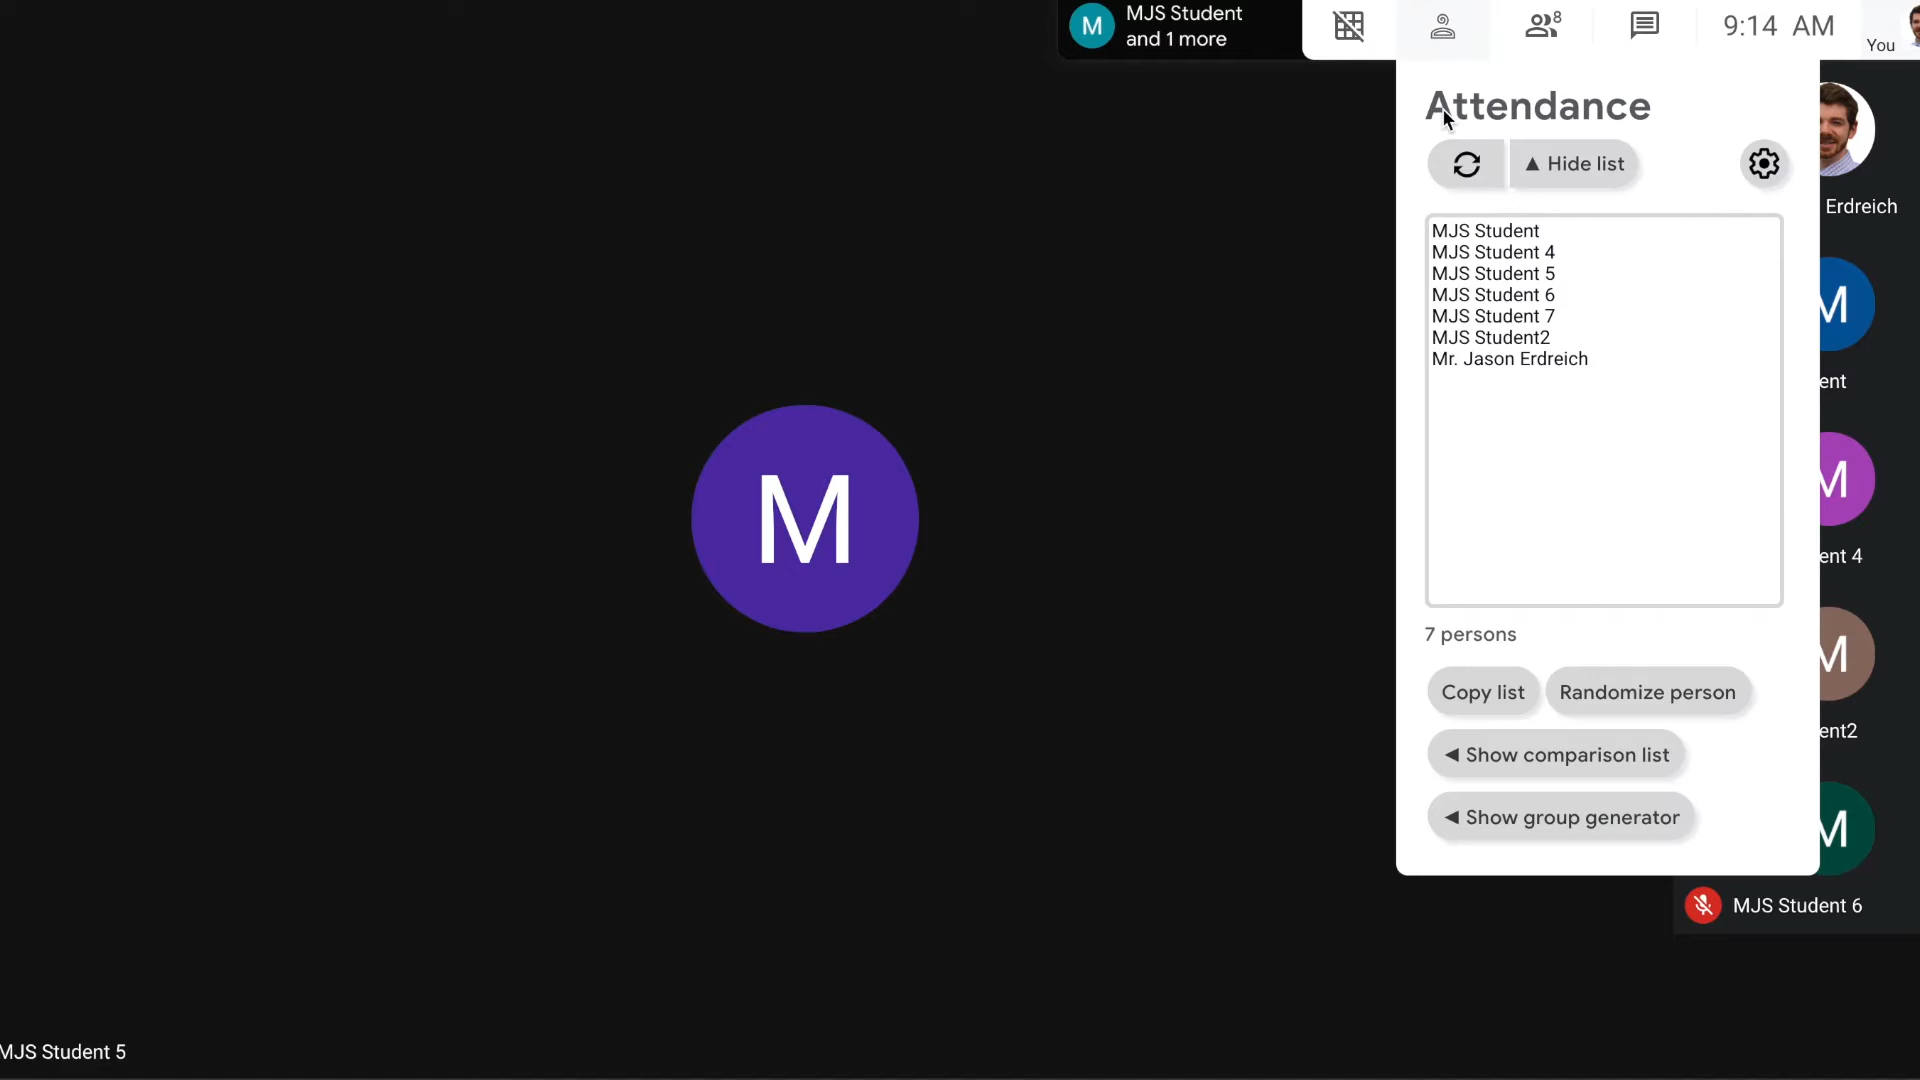 M
MJS Student
and 1 more
8
9:14 AM
You
Attendance
▲ Hide list
MJS Student
MJS Student 4
MJS Student 5
MJS Student 6
MJS Student 7
MJS Student2
Mr. Jason Erdreich
7 persons
Copy list
Randomize person
◀ Show comparison list
◀ Show group generator
Erdreich
M
ent
M
ent 4
M
ent2
M
MJS Student 6
M
MJS Student 5